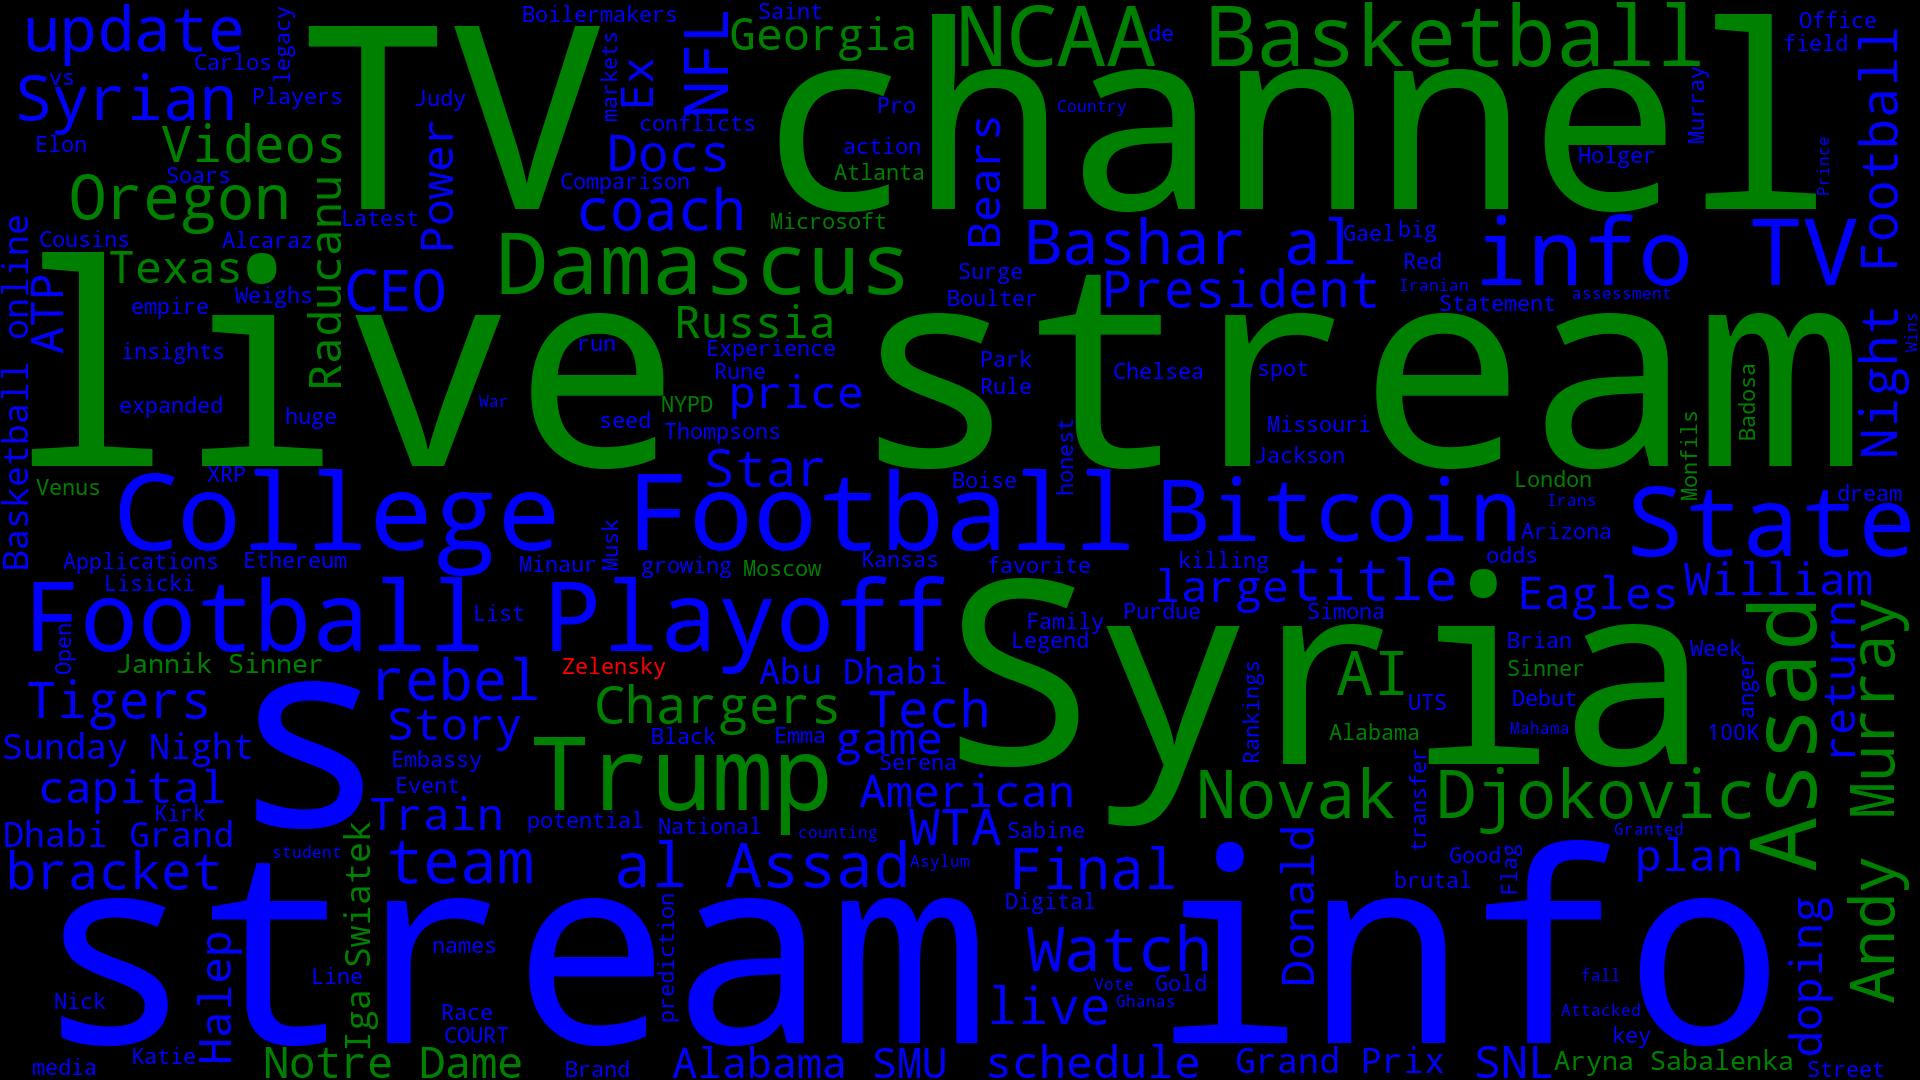 update
Syrian
vs
Carlos
legacy
Players
Elon
Videos
Soars
Oregon
TV channel
Boilermakers
Saint
Georgia
NCAA
de
Basketball
Office
field
markets
Ex
NFL
Judy
Power
conflicts
Docs
Comparison
coach
Latest
Pro
action
Atlanta
Microsoft
Country
Bears
Murray
Holger
Prince
Night Football
Cousins
Alcaraz
Texas
Raducanu
CEO
Damascus
Bashar al
Gael
big
Red
Iranian
info TV
President
Statement
assessment
Surge
Boulter
Basketball online
ATP
empire
Weighs
insights
expanded
huge
live stream
Russia
run
Experience
Rune
price
War
seed
NYPD
Thompsons
Park
Rule
Chelsea
spot
Missouri
Jackson
honest
Badosa
Monfils
Wins
Venus
XRP
Star
Boise
London
Irans
dream
College Football
Bitcoin
Arizona
State
Applications
Ethereum
Minaur
Musk
growing
Moscow
Kansas
favorite
killing
odds
Lisicki
large
title
Eagles
William
Football Playoff
List
Open
Syria
Family
Legend
Purdue
Simona
Brian
Sinner
Week
Jannik Sinner
rebel
Zelensky
Abu Dhabi
Tigers
s
Story
Chargers
Tech
AI
UTS
Debut
Mahama
anger
100K
Assad
return
Andy Murray
Sunday Night
Embassy
Event
Black
Emma
game
Serena
Rankings
Alabama
Trump
capital
Kirk
Train
potential
National
counting
American
WTA
Sabine
Novak Djokovic
transfer
Granted
Dhabi Grand
student
Iga Swiatek
bracket
team
al Assad
Asylum
Final
Donald
Good
Flag
plan
brutal
Digital
stream info
Halep
names
Line
prediction
Watch
Vote
Gold
Ghanas
fall
doping
Nick
Race
COURT
live
Attacked
key
media
Katie
Notre Dame
Brand
Alabama SMU
schedule
Grand Prix
SNL
Aryna Sabalenka
Street